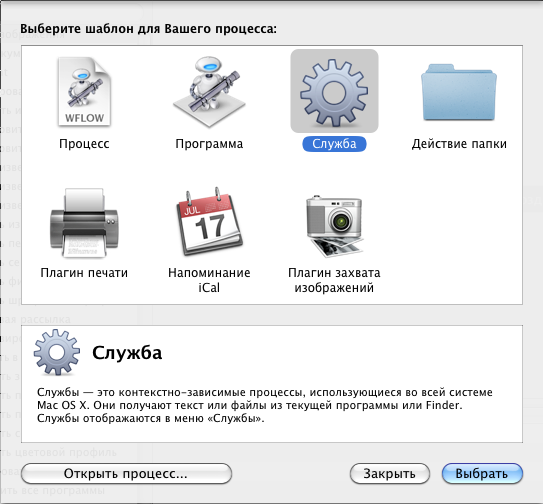 Выберите шаблон для Вашего процесса:
WFLOW
Процесс
Программа
Служба
Действие папки
JUL
17
Плагин печати
Напоминание
iCal
Плагин захвата
изображений
Служба
Службы — это контекстно-зависимые процессы, использующиеся во всей системе
Mac OS X. Они получают текст или файлы из текущей программы или Finder.
Службы отображаются в меню «Службы».
Открыть процесс...
Закрыть
Выбрать